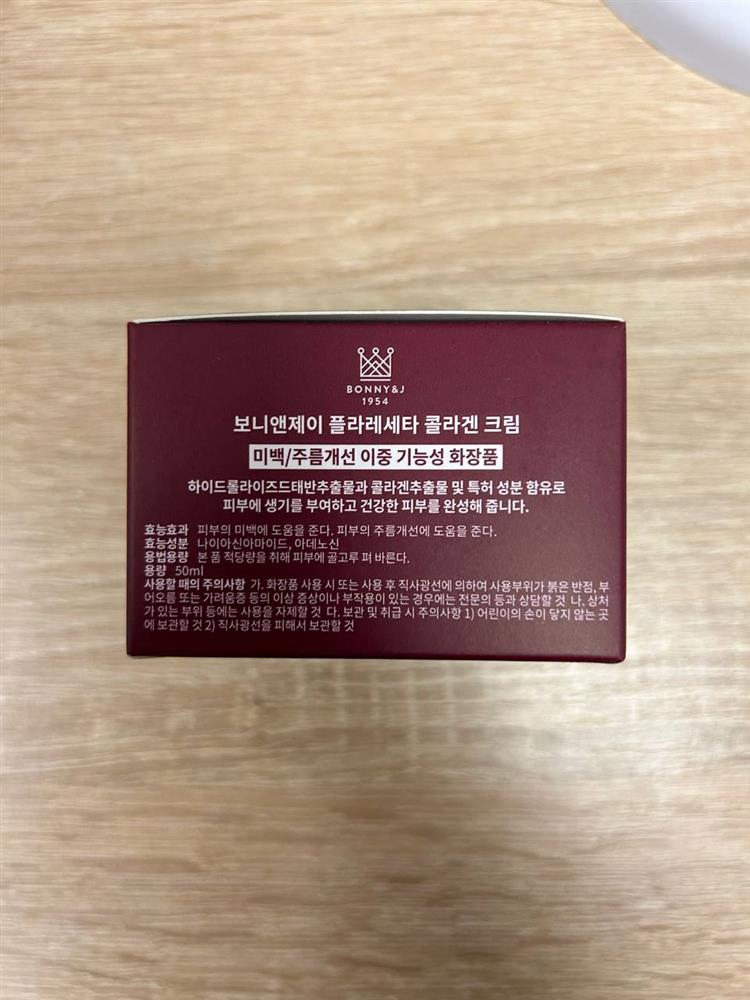 BONNY&J
1954
보니앤제이 플라레세타 콜라겐 크림
미백/주름개선 이중 기능성 화장품
하이드롤라이즈드태반추출물과 콜라겐추출물 및 특허 성분 함유로
피부에 생기를 부여하고 건강한 피부를 완성해 줍니다.
효능효과 피부의 미백에 도움을 준다. 피부의 주름개선에 도움을 준다.
효능성분 나이아신아마이드, 아데노신
용법용량 본 품 적당량을 취해 피부에 골고루 펴 바른다.
용량 50ml
사용할 때의 주의사항 가. 화장품 사용 시 또는 사용 후 직사광선에 의하여 사용부위가 붉은 반점, 부
어오름 또는 가려움증 등의 이상 증상이나 부작용이 있는 경우에는 전문의 등과 상담할 것 나. 상처
가 있는 부위 등에는 사용을 자제할 것 다. 보관 및 취급 시 주의사항 1) 어린이의 손이 닿지 않는 곳
에 보관할 것 2) 직사광선을 피해서 보관할 것